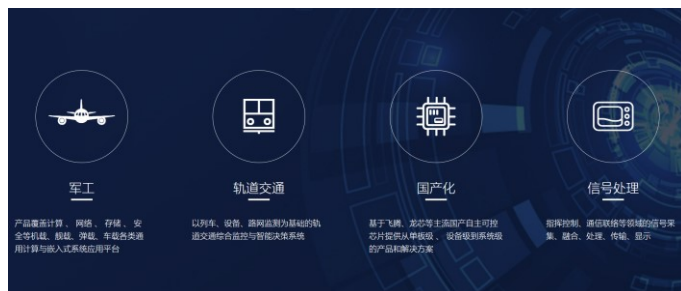 军工
产品覆盖计算 、 网络 、 存储 、 安
全等机载、舰载、弹载、车载各类通
用计算与嵌入式系统应用平台
轨道交通
以列车、设备、路网监测为基础的轨
道交通综合监控与智能决策系统
国产化
基于飞腾、龙芯等主流国产自主可控
芯片提供从单板级 、 设备级到系统级
的产品和解决方案
信号处理
指挥控制、通信联络等领域的信号采
集、融合、处理、传输、显示